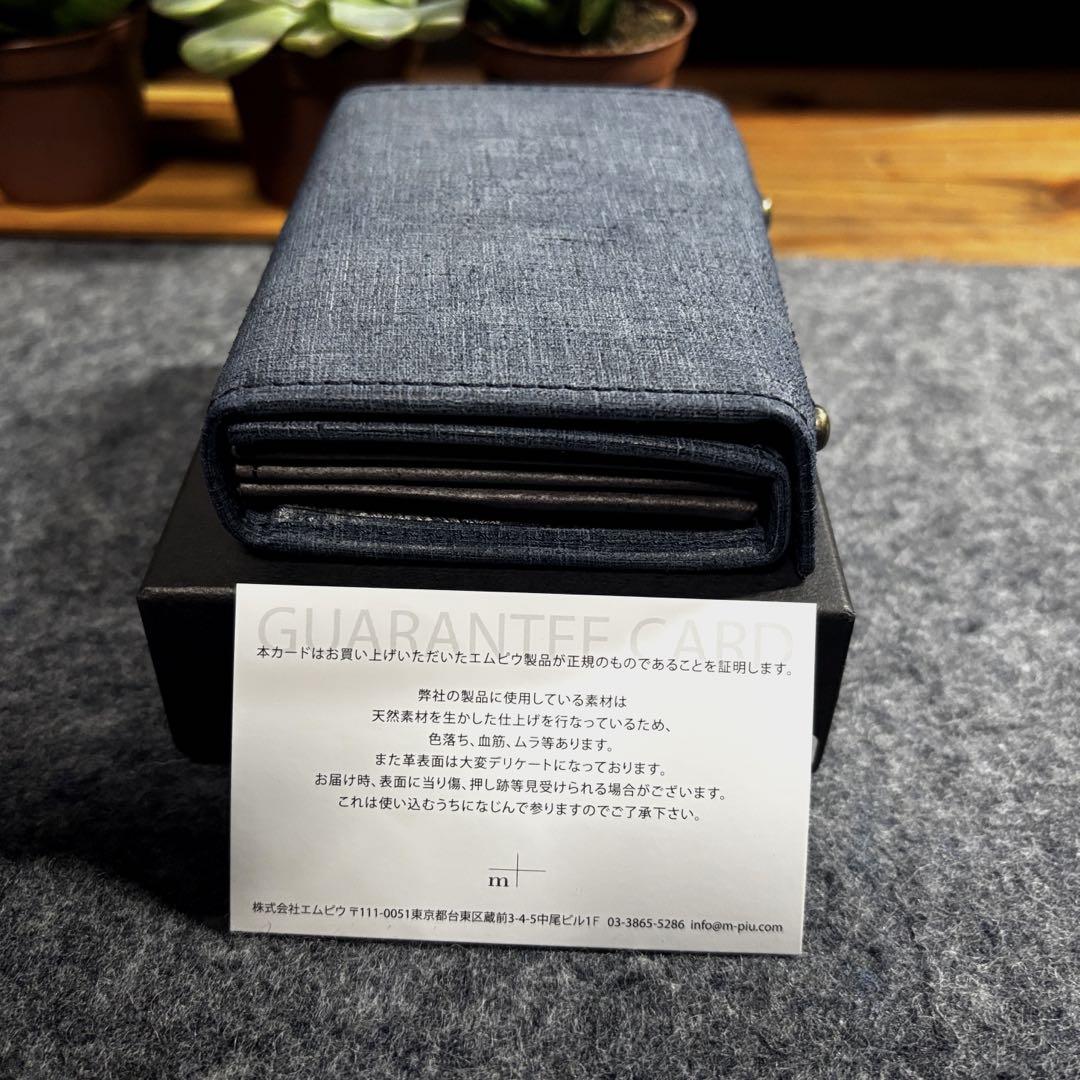 GUARANTEE CARD
本カードはお買い上げいただいたエムピウ製品が正規のものであることを証明します。
弊社の製品に使用している素材は
天然素材を生かした仕上げを行なっているため、
色落ち、血筋、ムラ等あります。
また革表面は大変デリケートになっております。
お届け時、表面に当り傷、押し跡等見受けられる場合がございます。
これは使い込むうちになじんで参りますのでご了承下さい。
m+
株式会社エムピウ 〒111-0051東京都台東区蔵前3-4-5中尾ビル1F 03-3865-5286 info@m-piu.com